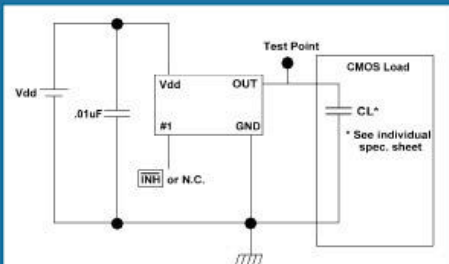 Test Point
CMOS Load
Vdd
OUT
Vdd
.01uF
CL^
#1
GND
* See individual
spec. sheet
INH or N.C.